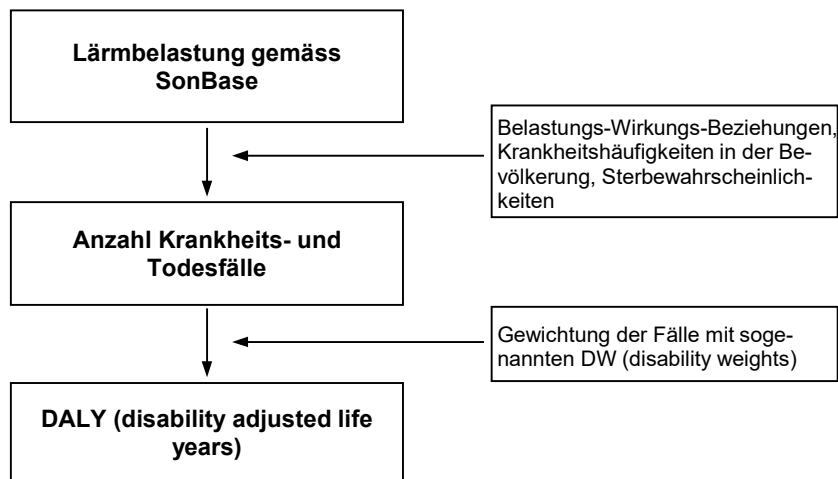 Lärmbelastung gemäss
SonBase
Belastungs-Wirkungs-Beziehungen,
Krankheitshäufigkeiten in der Be-
völkerung, Sterbewahrscheinlich-
keiten
Anzahl Krankheits- und
Todesfälle
Gewichtung der Fälle mit soge-
nannten DW (disability weights)
DALY (disability adjusted life
years)